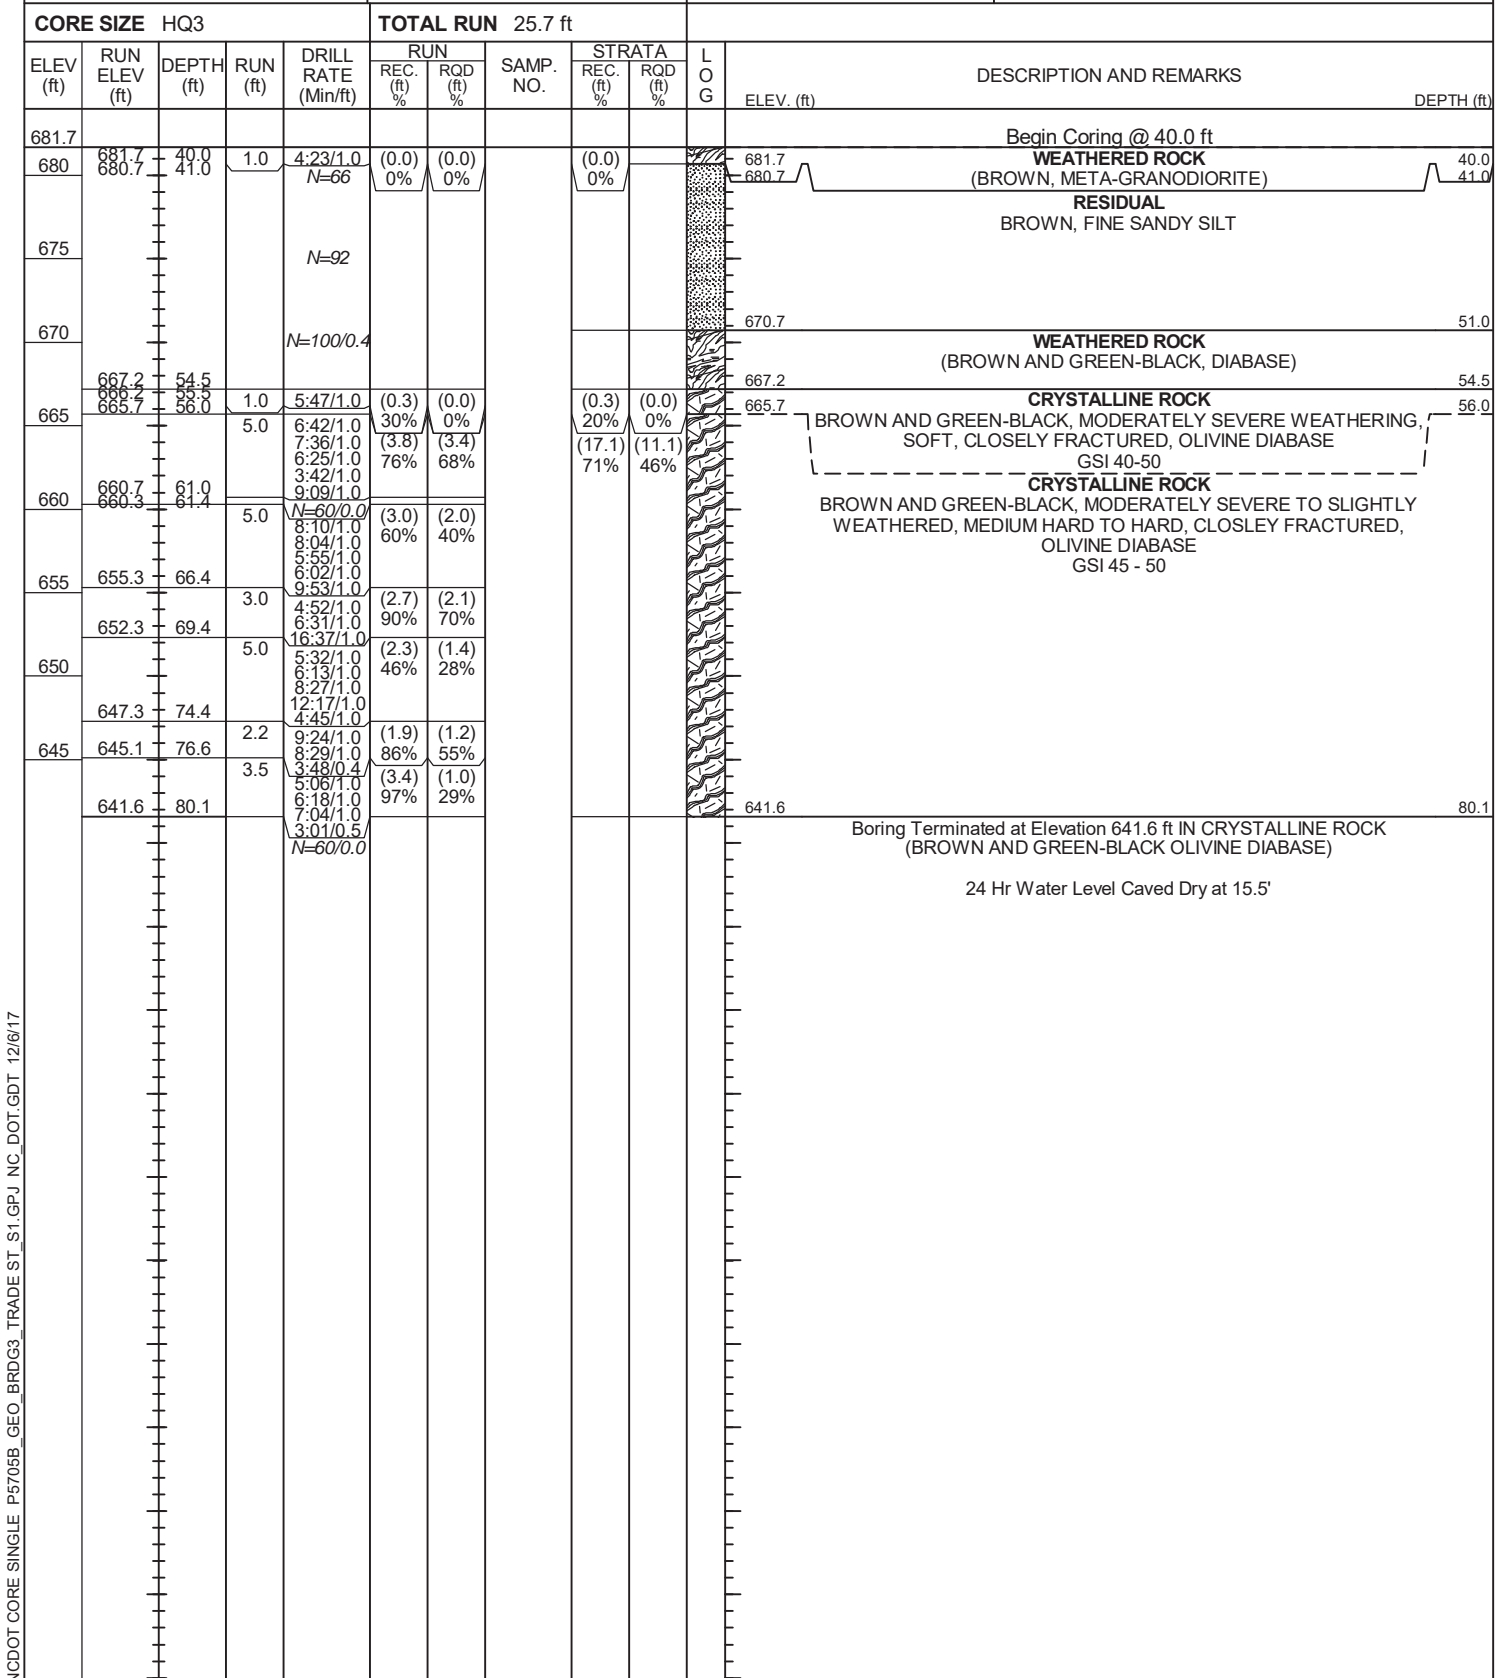 CORE SIZE HQ3 TOTAL RUN 25.7 ft
ELEV (ft) RUN ELEV (ft) DEPTH (ft) RUN (ft) DRILL RATE (Min/ft) RUN REC. (ft) % RQD (ft) % SAMP. NO. STRATA REC. (ft) % RQD (ft) % LOG DESCRIPTION AND REMARKS
ELEV. (ft) DEPTH (ft)
681.7 Begin Coring @ 40.0 ft
681.7 40.0 1.0 4:23/1.0 (0.0) (0.0) (0.0) 681.7 WEATHERED ROCK 40.0
680 680.7 41.0 N=66 0% 0% 0% 680.7 (BROWN, META-GRANODIORITE) 41.0
RESIDUAL
BROWN, FINE SANDY SILT
675 N=92
670.7 51.0
670 N=100/0.4 WEATHERED ROCK
(BROWN AND GREEN-BLACK, DIABASE)
667.2 54.5 667.2 54.5
666.2 55.5 1.0 5:47/1.0 (0.3) (0.0) (0.3) (0.0) CRYSTALLINE ROCK
665.7 56.0 30% 0% 20% 0% 665.7 56.0
665 5.0 6:42/1.0 BROWN AND GREEN-BLACK, MODERATELY SEVERE WEATHERING,
7:36/1.0 (3.8) (3.4) (17.1) (11.1) SOFT, CLOSELY FRACTURED, OLIVINE DIABASE
6:25/1.0 76% 68% 71% 46% GSI 40-50
3:42/1.0 CRYSTALLINE ROCK
660.7 61.0 9:09/1.0 BROWN AND GREEN-BLACK, MODERATELY SEVERE TO SLIGHTLY
660 660.3 61.4 N=60/0.0 WEATHERED, MEDIUM HARD TO HARD, CLOSLEY FRACTURED,
5.0 8:10/1.0 (3.0) (2.0) OLIVINE DIABASE
8:04/1.0 60% 40% GSI 45 - 50
5:55/1.0
6:02/1.0
655 655.3 66.4 9:53/1.0
3.0 4:52/1.0 (2.7) (2.1)
6:31/1.0 90% 70%
652.3 69.4 16:37/1.0
5.0 5:32/1.0 (2.3) (1.4)
650 6:13/1.0 46% 28%
8:27/1.0
12:17/1.0
647.3 74.4 4:45/1.0
2.2 9:24/1.0 (1.9) (1.2)
645 645.1 76.6 8:29/1.0 86% 55%
3:48/0.4
3.5 5:06/1.0 (3.4) (1.0)
6:18/1.0 97% 29%
641.6 80.1 7:04/1.0 641.6 80.1
3:01/0.5 Boring Terminated at Elevation 641.6 ft IN CRYSTALLINE ROCK
N=60/0.0 (BROWN AND GREEN-BLACK OLIVINE DIABASE)
24 Hr Water Level Caved Dry at 15.5'
NCDOT CORE SINGLE P5705B_GEO_BRDG3_TRADE ST_S1.GPJ NC_DOT.GDT 12/6/17